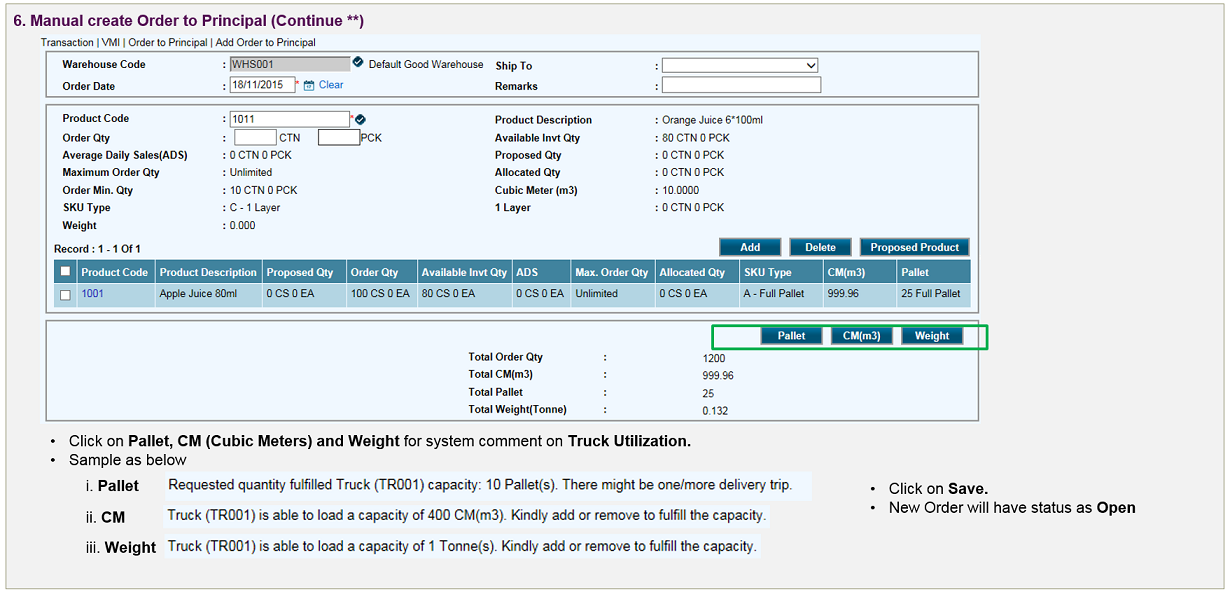 6. Manual create Order to Principal (Continue **)
Transaction | VMI | Order to Principal | Add Order to Principal
Warehouse Code : WHS001 Default Good Warehouse Ship To :
Order Date : 18/11/2015 * Clear Remarks :
Product Code : 1011 * Product Description : Orange Juice 6*100ml
Order Qty : CTN PCK Available Invt Qty : 80 CTN 0 PCK
Average Daily Sales(ADS) : 0 CTN 0 PCK Proposed Qty : 0 CTN 0 PCK
Maximum Order Qty : Unlimited Allocated Qty : 0 CTN 0 PCK
Order Min. Qty : 10 CTN 0 PCK Cubic Meter (m3) : 10.0000
SKU Type : C - 1 Layer 1 Layer : 0 CTN 0 PCK
Weight : 0.000
Record : 1 - 1 Of 1 Add Delete Proposed Product
Product Code Product Description Proposed Qty Order Qty Available Invt Qty ADS Max. Order Qty Allocated Qty SKU Type CM(m3) Pallet
1001 Apple Juice 80ml 0 CS 0 EA 100 CS 0 EA 80 CS 0 EA 0 CS 0 EA Unlimited 0 CS 0 EA A - Full Pallet 999.96 25 Full Pallet
Pallet CM(m3) Weight
Total Order Qty : 1200
Total CM(m3) : 999.96
Total Pallet : 25
Total Weight(Tonne) : 0.132
• Click on Pallet, CM (Cubic Meters) and Weight for system comment on Truck Utilization.
• Sample as below
i. Pallet Requested quantity fulfilled Truck (TR001) capacity: 10 Pallet(s). There might be one/more delivery trip.
ii. CM Truck (TR001) is able to load a capacity of 400 CM(m3). Kindly add or remove to fulfill the capacity.
iii. Weight Truck (TR001) is able to load a capacity of 1 Tonne(s). Kindly add or remove to fulfill the capacity.
• Click on Save.
• New Order will have status as Open